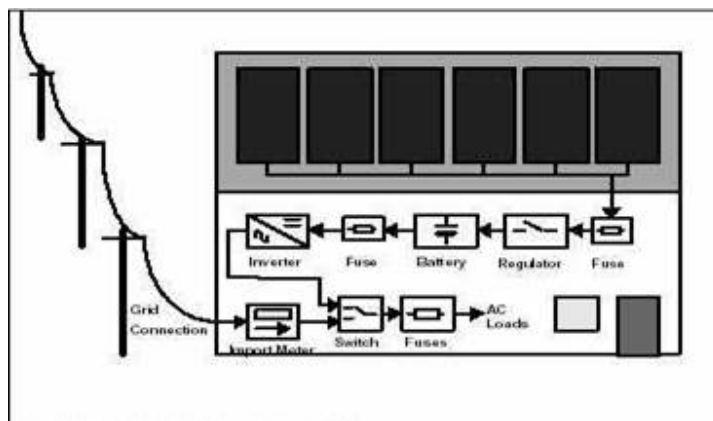 Inverter
Fuse
Battery
Regulator
Fuse
Grid
Connection
Import Meter
Switch
Fuses
AC
Loads